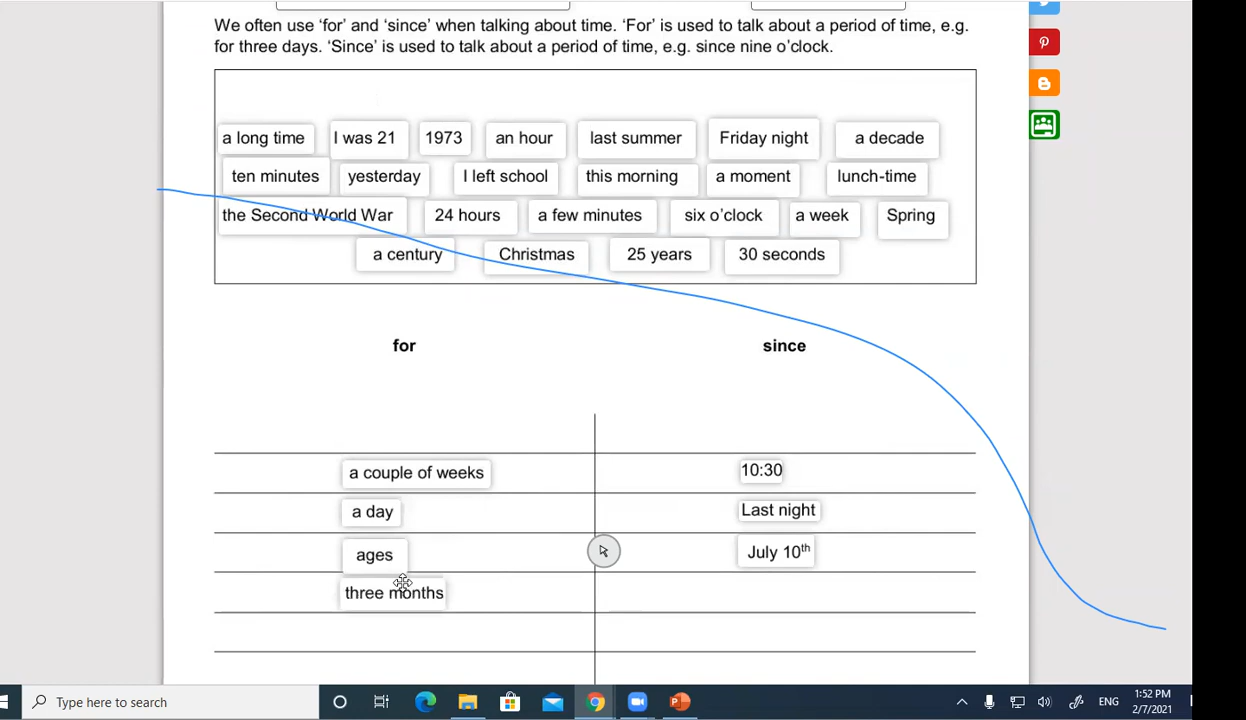 We often use ‘for’ and ‘since’ when talking about time. ‘For’ is used to talk about a period of time, e.g.
for three days. ‘Since’ is used to talk about a period of time, e.g. since nine o’clock.
a long time I was 21 1973 an hour last summer Friday night a decade
ten minutes yesterday I left school this morning a moment lunch-time
the Second World War 24 hours a few minutes six o’clock a week Spring
a century Christmas 25 years 30 seconds
for since
a couple of weeks 10:30
a day Last night
ages July 10th
three months
Type here to search ENG 1:52 PM
2/7/2021